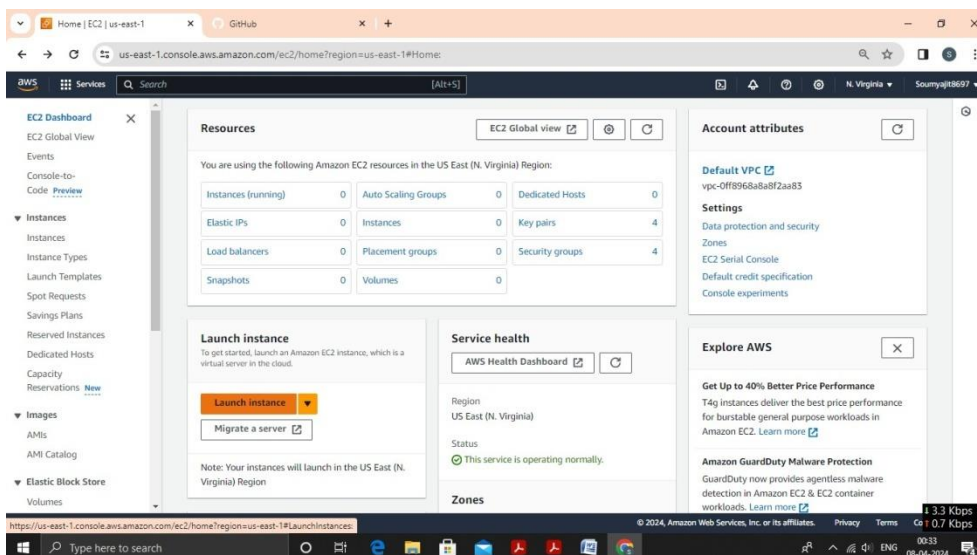 Home | EC2 | us-east-1
GitHub
us-east-1.console.aws.amazon.com/ec2/home?region=us-east-1#Home:
aws
Services
Search
[Alt+S]
N. Virginia
Soumyajit8697
EC2 Dashboard
EC2 Global View
Events
Console-to-
Code Preview
Instances
Instances
Instance Types
Launch Templates
Spot Requests
Savings Plans
Reserved Instances
Dedicated Hosts
Capacity
Reservations New
Images
AMIs
AMI Catalog
Elastic Block Store
Volumes
Resources
EC2 Global view
You are using the following Amazon EC2 resources in the US East (N. Virginia) Region:
Instances (running) 0 Auto Scaling Groups 0 Dedicated Hosts 0
Elastic IPs 0 Instances 0 Key pairs 4
Load balancers 0 Placement groups 0 Security groups 4
Snapshots 0 Volumes 0
Launch instance
To get started, launch an Amazon EC2 instance, which is a
virtual server in the cloud.
Launch instance
Migrate a server
Note: Your instances will launch in the US East (N.
Virginia) Region
Service health
AWS Health Dashboard
Region
US East (N. Virginia)
Status
This service is operating normally.
Zones
Account attributes
Default VPC
vpc-0ff8968a8a8f2aa83
Settings
Data protection and security
Zones
EC2 Serial Console
Default credit specification
Console experiments
Explore AWS
Get Up to 40% Better Price Performance
T4g instances deliver the best price performance
for burstable general purpose workloads in
Amazon EC2. Learn more
Amazon GuardDuty Malware Protection
GuardDuty now provides agentless malware
detection in Amazon EC2 & EC2 container
workloads. Learn more
https://us-east-1.console.aws.amazon.com/ec2/home?region=us-east-1#LaunchInstances:
© 2024, Amazon Web Services, Inc. or its affiliates. Privacy Terms
3.3 Kbps
0.7 Kbps
Type here to search
ENG
00:33
08-04-2024